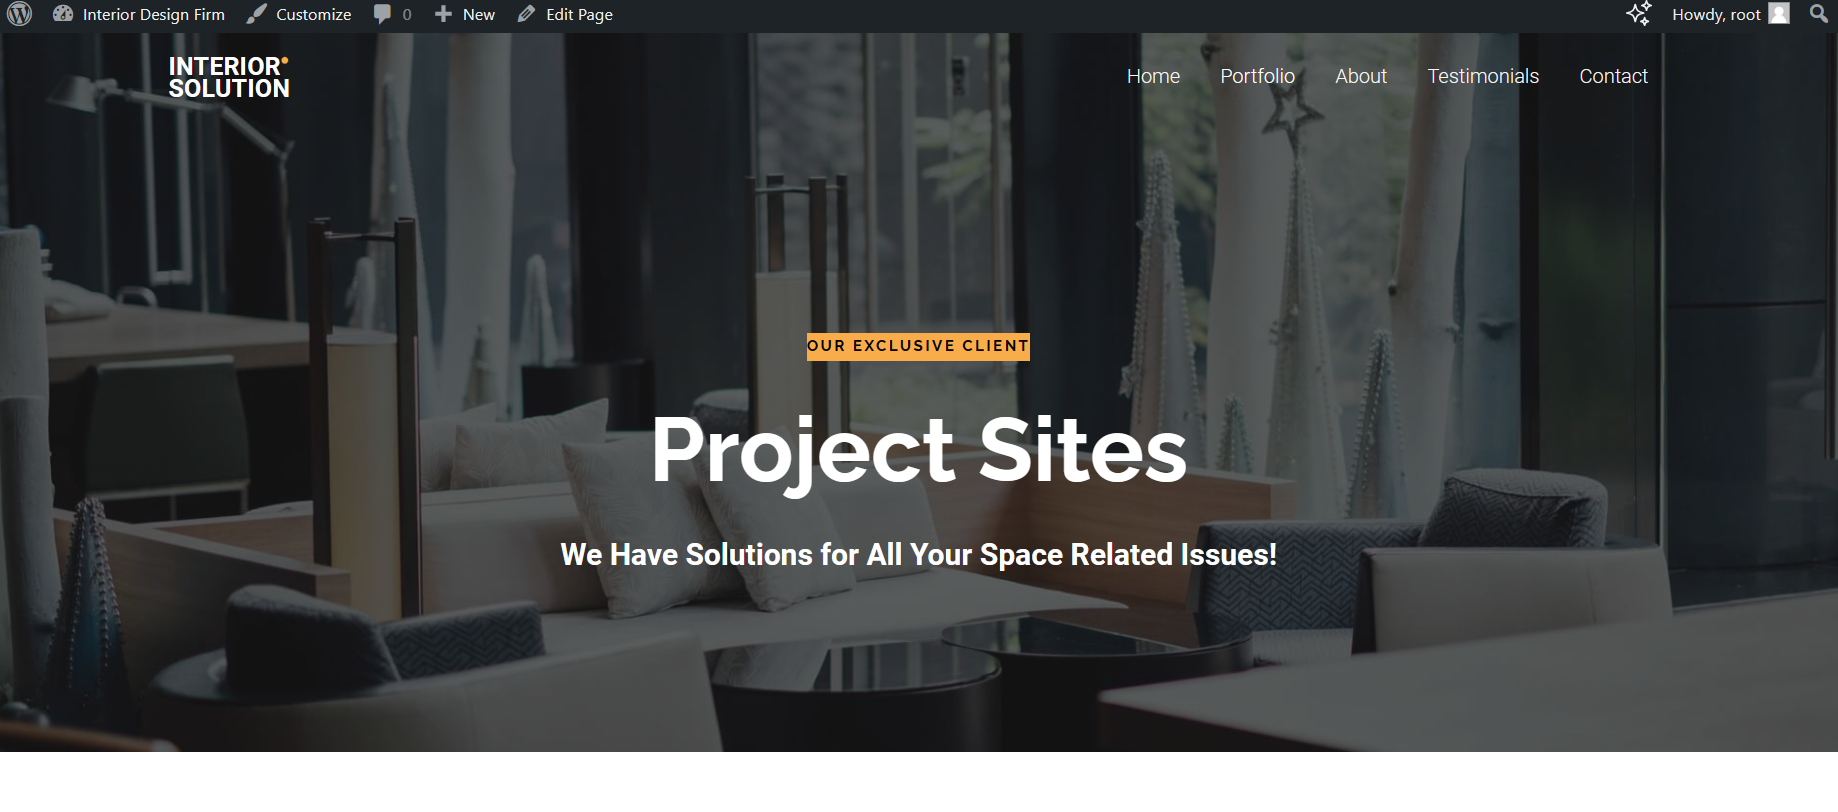 Interior Design Firm Customize 0 New Edit Page Howdy, root
INTERIOR
SOLUTION
Home Portfolio About Testimonials Contact
OUR EXCLUSIVE CLIENT
Project Sites
We Have Solutions for All Your Space Related Issues!